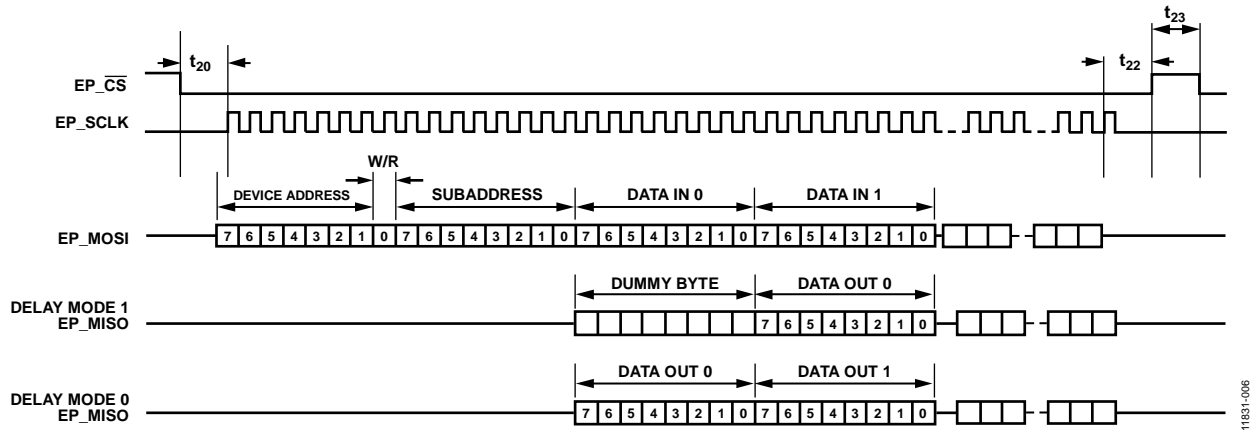 t23
t20
t22
EP_CS
EP_SCLK
W/R
DEVICE ADDRESS SUBADDRESS DATA IN 0 DATA IN 1
EP_MOSI 7 6 5 4 3 2 1 0 7 6 5 4 3 2 1 0 7 6 5 4 3 2 1 0 7 6 5 4 3 2 1 0
DUMMY BYTE DATA OUT 0
DELAY MODE 1
EP_MISO 7 6 5 4 3 2 1 0
DATA OUT 0 DATA OUT 1
DELAY MODE 0
EP_MISO 7 6 5 4 3 2 1 0 7 6 5 4 3 2 1 0
11831-006